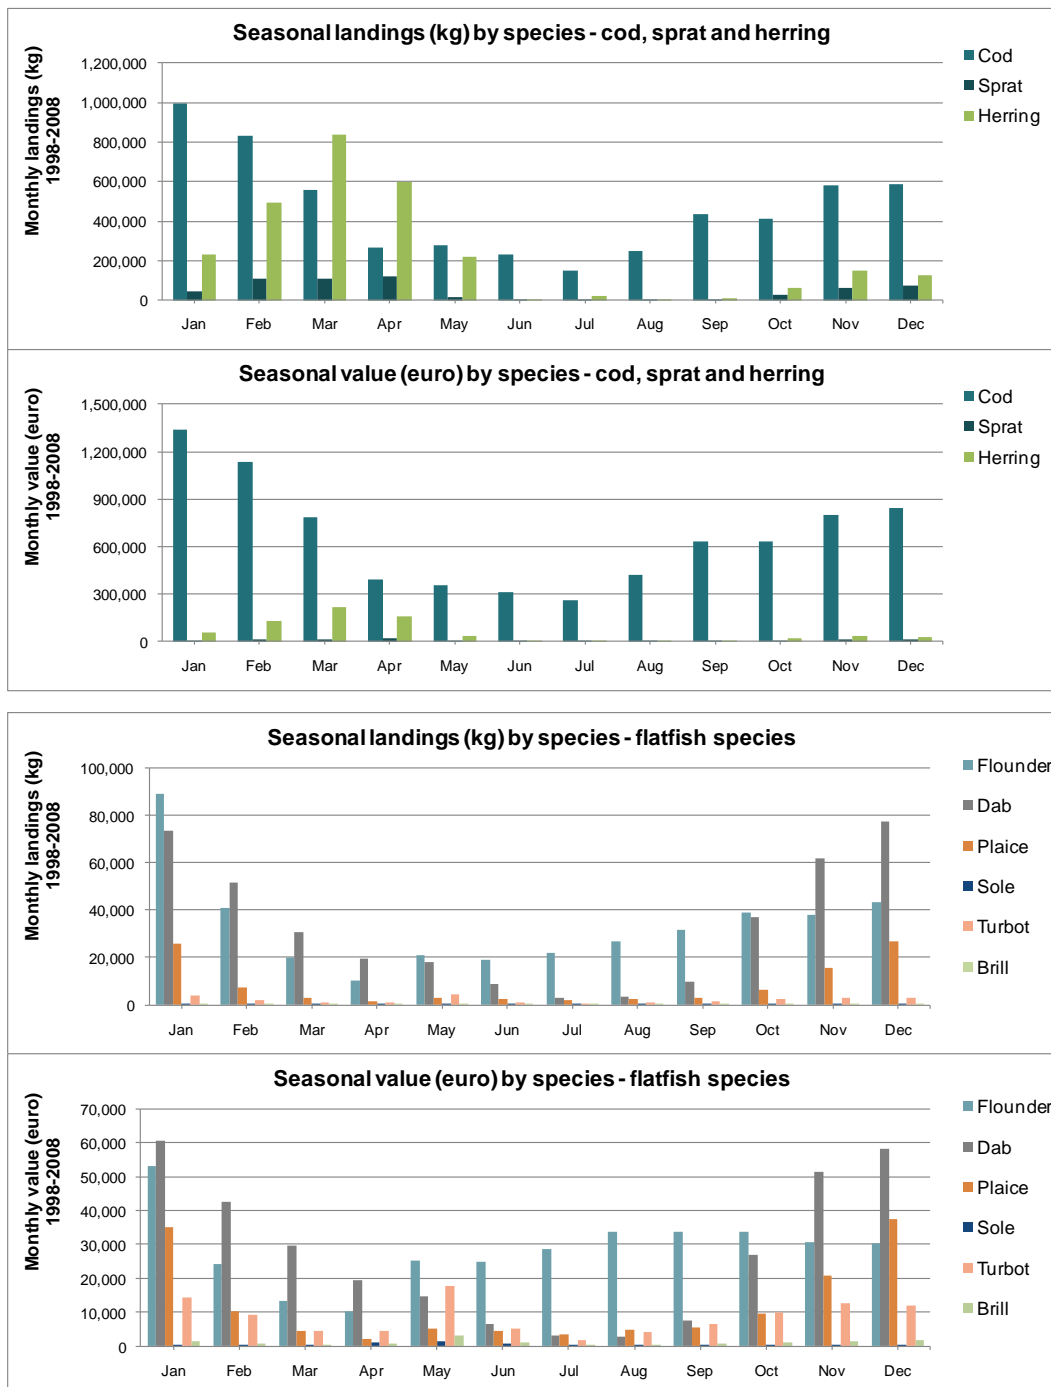 Seasonal landings (kg) by species - cod, sprat and herring
Monthly landings (kg)
1998-2008
1,200,000
1,000,000
800,000
600,000
400,000
200,000
0
Jan Feb Mar Apr May Jun Jul Aug Sep Oct Nov Dec
Cod
Sprat
Herring
Seasonal value (euro) by species - cod, sprat and herring
Monthly value (euro)
1998-2008
1,500,000
1,200,000
900,000
600,000
300,000
0
Jan Feb Mar Apr May Jun Jul Aug Sep Oct Nov Dec
Cod
Sprat
Herring
Seasonal landings (kg) by species - flatfish species
Monthly landings (kg)
1998-2008
100,000
80,000
60,000
40,000
20,000
0
Jan Feb Mar Apr May Jun Jul Aug Sep Oct Nov Dec
Flounder
Dab
Plaice
Sole
Turbot
Brill
Seasonal value (euro) by species - flatfish species
Monthly value (euro)
1998-2008
70,000
60,000
50,000
40,000
30,000
20,000
10,000
0
Jan Feb Mar Apr May Jun Jul Aug Sep Oct Nov Dec
Flounder
Dab
Plaice
Sole
Turbot
Brill